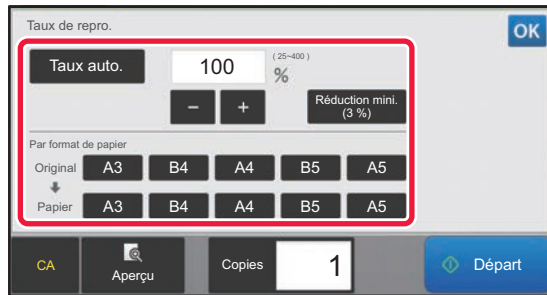 Taux de repro.
OK
Taux auto.
100
(25~400)
%
−
+
Réduction mini.
(3 %)
Par format de papier
Original
A3
B4
A4
B5
A5
Papier
A3
B4
A4
B5
A5
CA
Aperçu
Copies
1
Départ